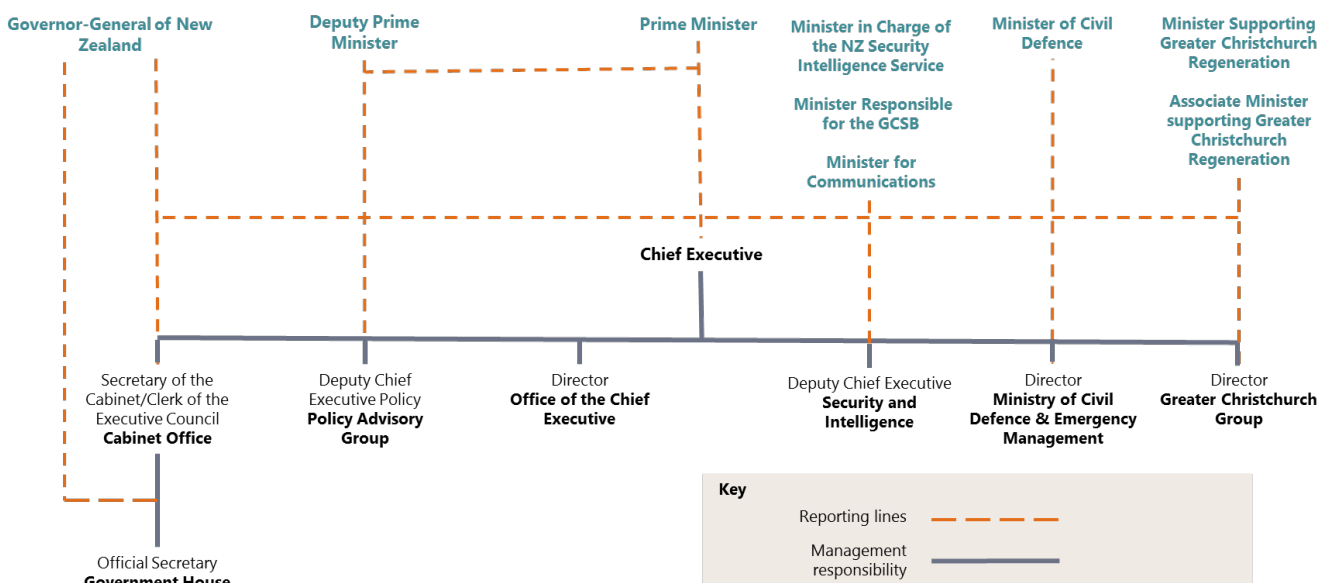 Governor-General of New
Zealand
Deputy Prime
Minister
Prime Minister
Minister in Charge of
the NZ Security
Intelligence Service
Minister Responsible
for the GCSB
Minister for
Communications
Minister of Civil
Defence
Minister Supporting
Greater Christchurch
Regeneration
Associate Minister
supporting Greater
Christchurch
Regeneration
Chief Executive
Secretary of the
Cabinet/Clerk of the
Executive Council
Cabinet Office
Deputy Chief
Executive Policy
Policy Advisory
Group
Director
Office of the Chief
Executive
Deputy Chief Executive
Security and
Intelligence
Director
Ministry of Civil
Defence & Emergency
Management
Director
Greater Christchurch
Group
Official Secretary
Government House
Key
Reporting lines
Management
responsibility